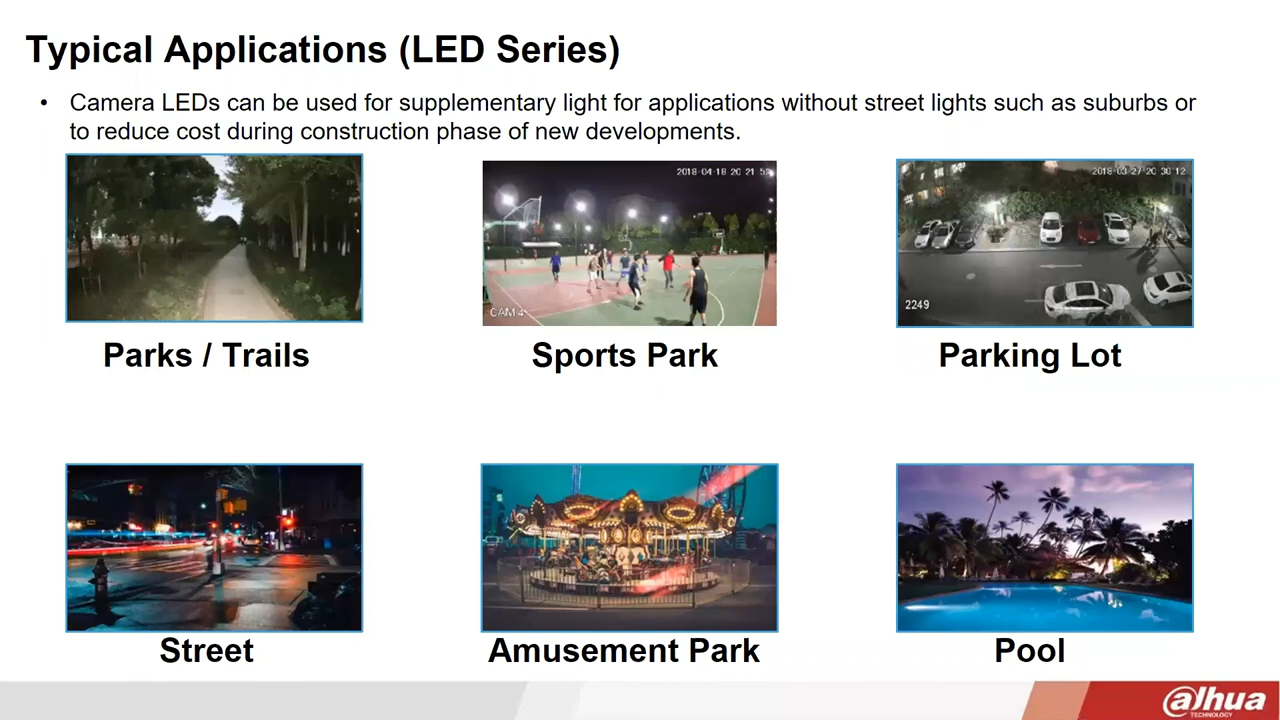 Typical Applications (LED Series)
• Camera LEDs can be used for supplementary light for applications without street lights such as suburbs or
to reduce cost during construction phase of new developments.
2018-04-18 20 21 52
CAM 4
2018-03-27 20 30 12
2249
Parks / Trails
Sports Park
Parking Lot
Street
Amusement Park
Pool
alhua
TECHNOLOGY